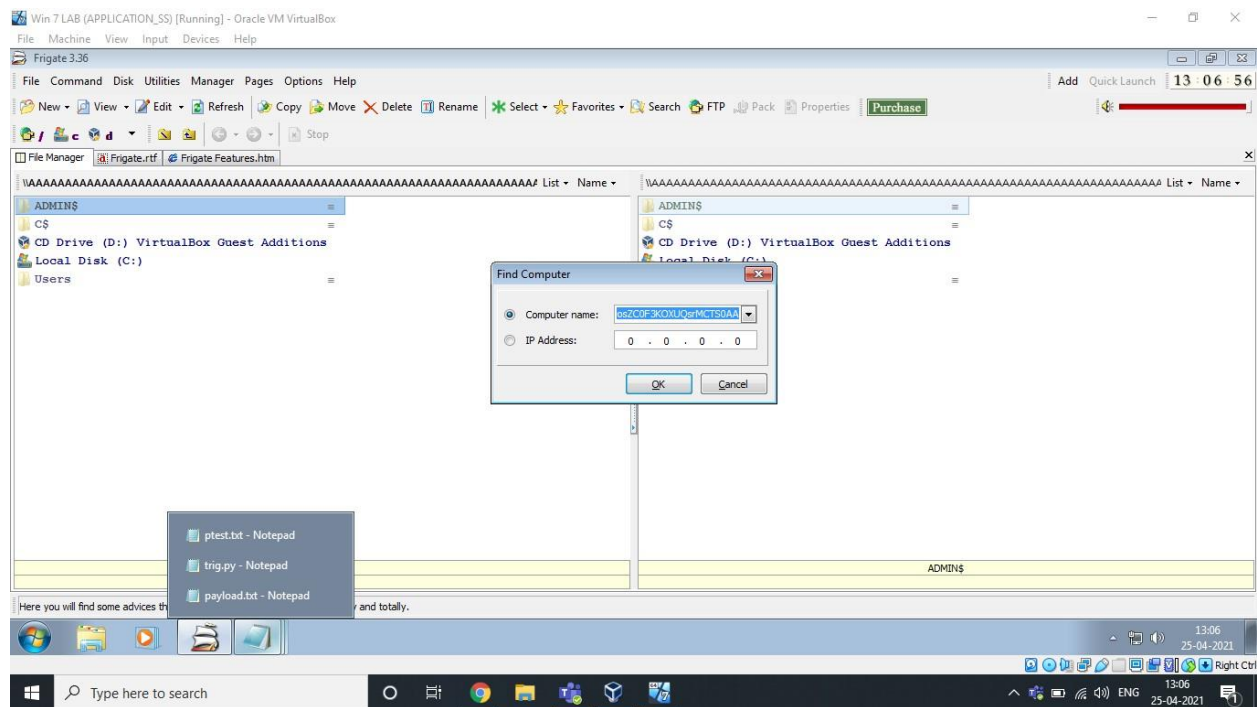 Win 7 LAB (APPLICATION_SS) [Running] - Oracle VM VirtualBox
File Machine View Input Devices Help
Frigate 3.36
File Command Disk Utilities Manager Pages Options Help
Add Quick Launch 13:06:56
New View Edit Refresh Copy Move Delete Rename Select Favorites Search FTP Pack Properties Purchase
/ c d Stop
File Manager Frigate.rtf Frigate Features.htm
List Name List Name
ADMIN$ ADMIN$
C$ C$
CD Drive (D:) VirtualBox Guest Additions CD Drive (D:) VirtualBox Guest Additions
Local Disk (C:) Local Disk (C:)
Users
Find Computer
Computer name: osZC0F3KOXUQsrMCTS0AA
IP Address: 0 . 0 . 0 . 0
OK Cancel
ptest.txt - Notepad
trig.py - Notepad
payload.txt - Notepad
ADMIN$
Here you will find some advices th
and totally.
13:06
25-04-2021
Right Ctrl
Type here to search
ENG
13:06
25-04-2021